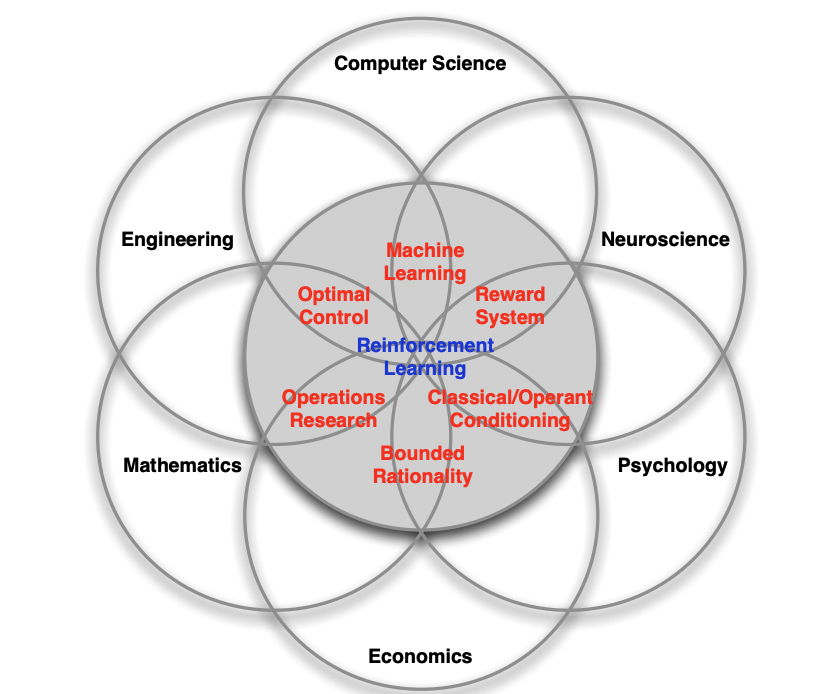 Computer Science
Engineering
Neuroscience
Machine
Learning
Optimal
Control
Reward
System
Reinforcement
Learning
Operations
Research
Classical/Operant
Conditioning
Bounded
Rationality
Mathematics
Psychology
Economics